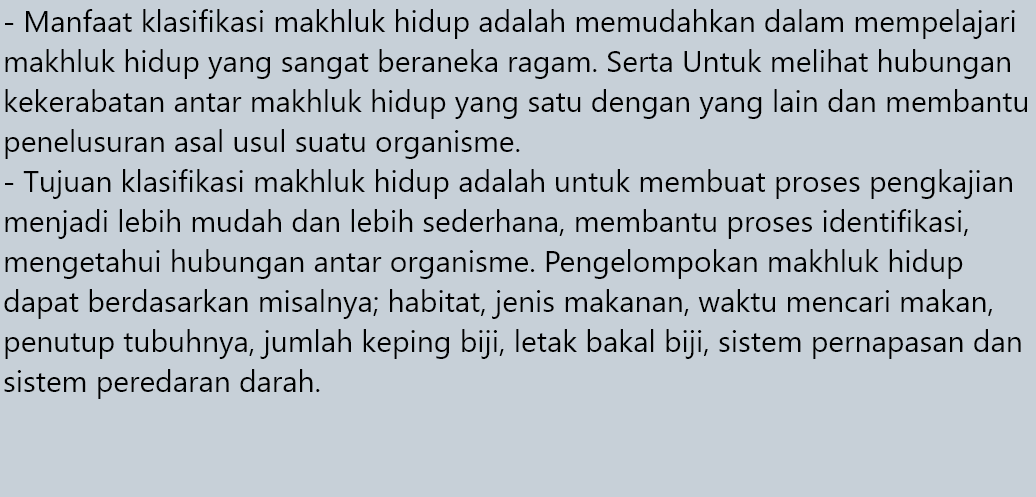 - Manfaat klasifikasi makhluk hidup adalah memudahkan dalam mempelajari
makhluk hidup yang sangat beraneka ragam. Serta Untuk melihat hubungan
kekerabatan antar makhluk hidup yang satu dengan yang lain dan membantu
penelusuran asal usul suatu organisme.
- Tujuan klasifikasi makhluk hidup adalah untuk membuat proses pengkajian
menjadi lebih mudah dan lebih sederhana, membantu proses identifikasi,
mengetahui hubungan antar organisme. Pengelompokan makhluk hidup
dapat berdasarkan misalnya; habitat, jenis makanan, waktu mencari makan,
penutup tubuhnya, jumlah keping biji, letak bakal biji, sistem pernapasan dan
sistem peredaran darah.